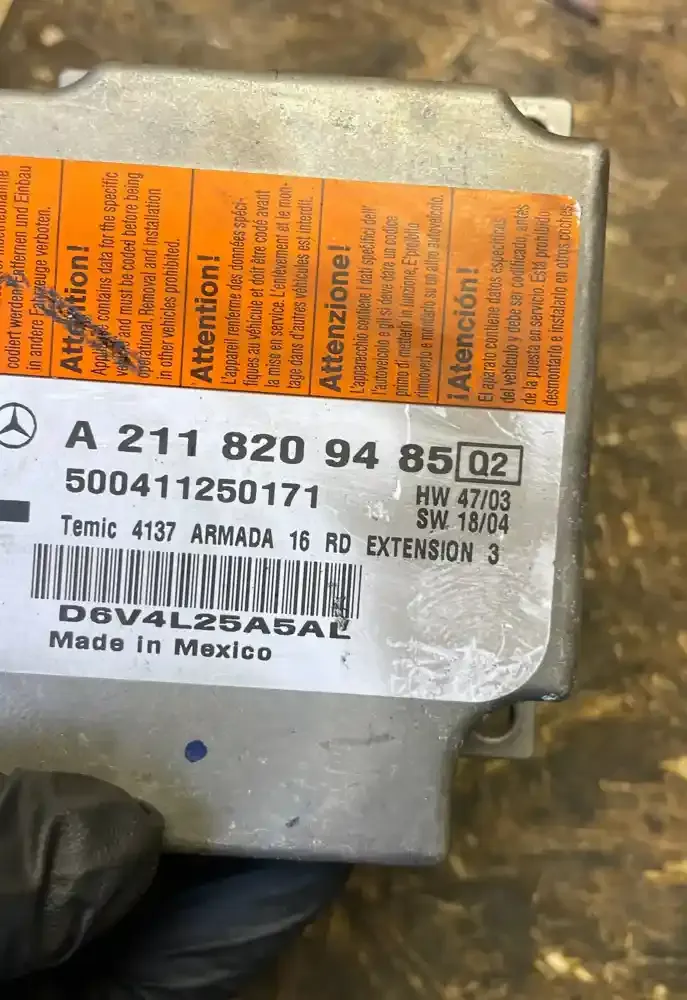 codiert werden. Entfernen und Einbau
in andere Fahrzeuge verboten.
Attention!
contains data for the specific
and must be coded before being
operational. Removal and Installation
in other vehicles prohibited.
Attention!
L'appareil renferme des données spéci-
fiques au véhicule et doit être codé avant
la mise en service. L'enlèvement et le mon-
tage dans d'autres véhicules est interdit.
Attenzione!
L'apparecchio contiene i dati specifici dell'
autoveicolo e gli si deve dare un codice
prima di metterlo in funzione. E'proibito
rimuoverlo e montarlo su un altro autoveicolo.
¡Atención!
El aparato contiene datos específicos
del vehículo y debe ser codificado, antes
de la puesta en servicio. Está prohibido
desmontarlo e instalarlo en otros coches.
A 211 820 94 85 Q2
500411250171 HW 47/03
SW 18/04
Temic 4137 ARMADA 16 RD EXTENSION 3
D6V4L25A5AL
Made in Mexico